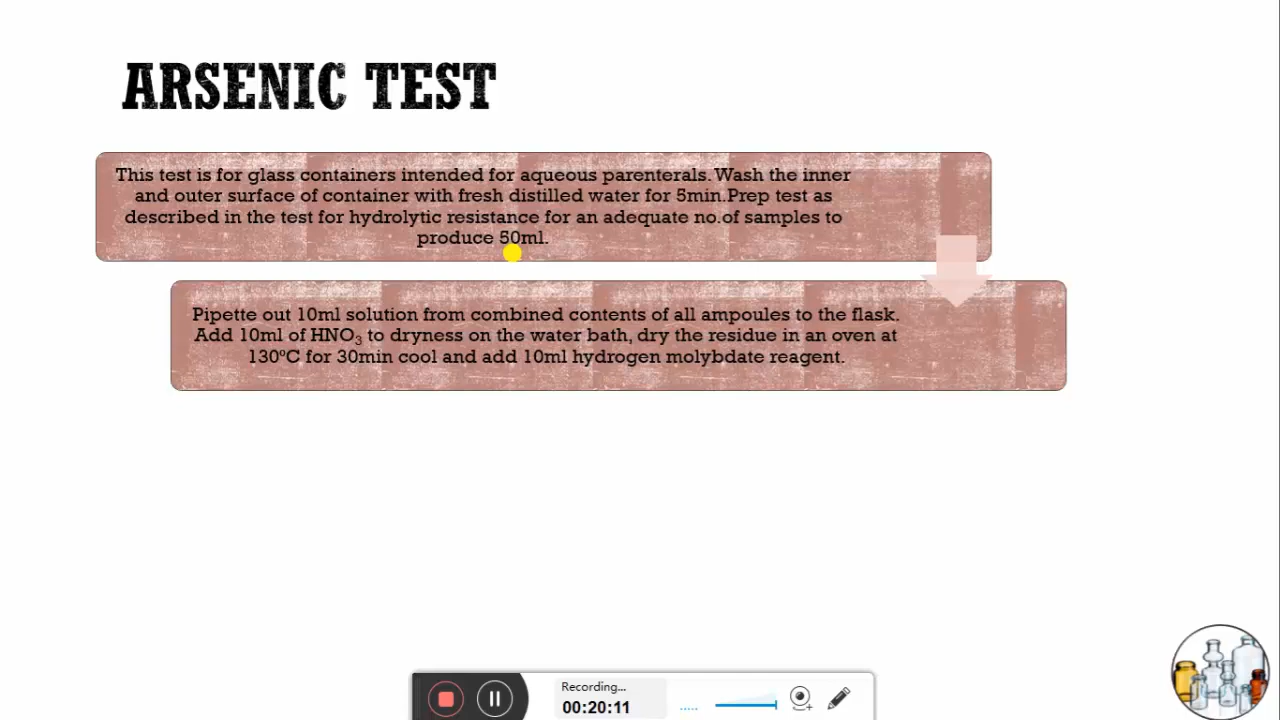 ARSENIC TEST
This test is for glass containers intended for aqueous parenterals.Wash the inner
and outer surface of container with fresh distilled water for 5min.Prep test as
described in the test for hydrolytic resistance for an adequate no.of samples to
produce 50ml.
Pipette out 10ml solution from combined contents of all ampoules to the flask.
Add 10ml of HNO₃ to dryness on the water bath, dry the residue in an oven at
130ºC for 30min cool and add 10ml hydrogen molybdate reagent.
Recording...
00:20:11